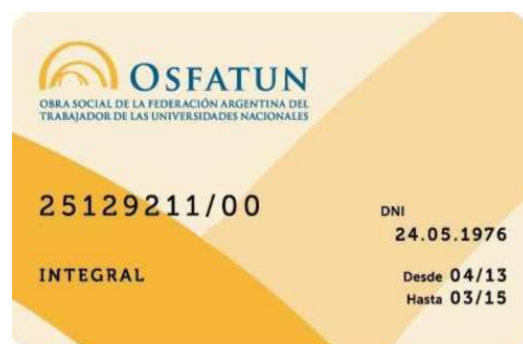 OSFATUN
OBRA SOCIAL DE LA FEDERACIÓN ARGENTINA DEL
TRABAJADOR DE LAS UNIVERSIDADES NACIONALES
25129211/00
DNI
24.05.1976
INTEGRAL
Desde 04/13
Hasta 03/15